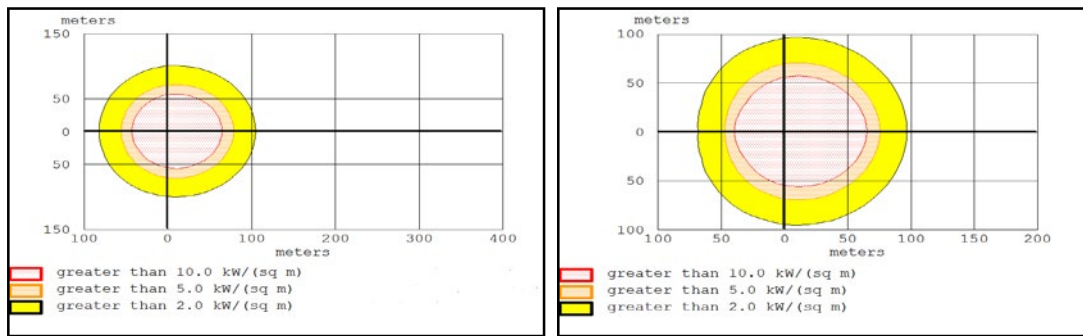 meters
150
50
0
50
150
100 0 100 200 300 400
meters
greater than 10.0 kW/(sq m)
greater than 5.0 kW/(sq m)
greater than 2.0 kW/(sq m)
meters
100
50
0
50
100
100 50 0 50 100 150 200
meters
greater than 10.0 kW/(sq m)
greater than 5.0 kW/(sq m)
greater than 2.0 kW/(sq m)